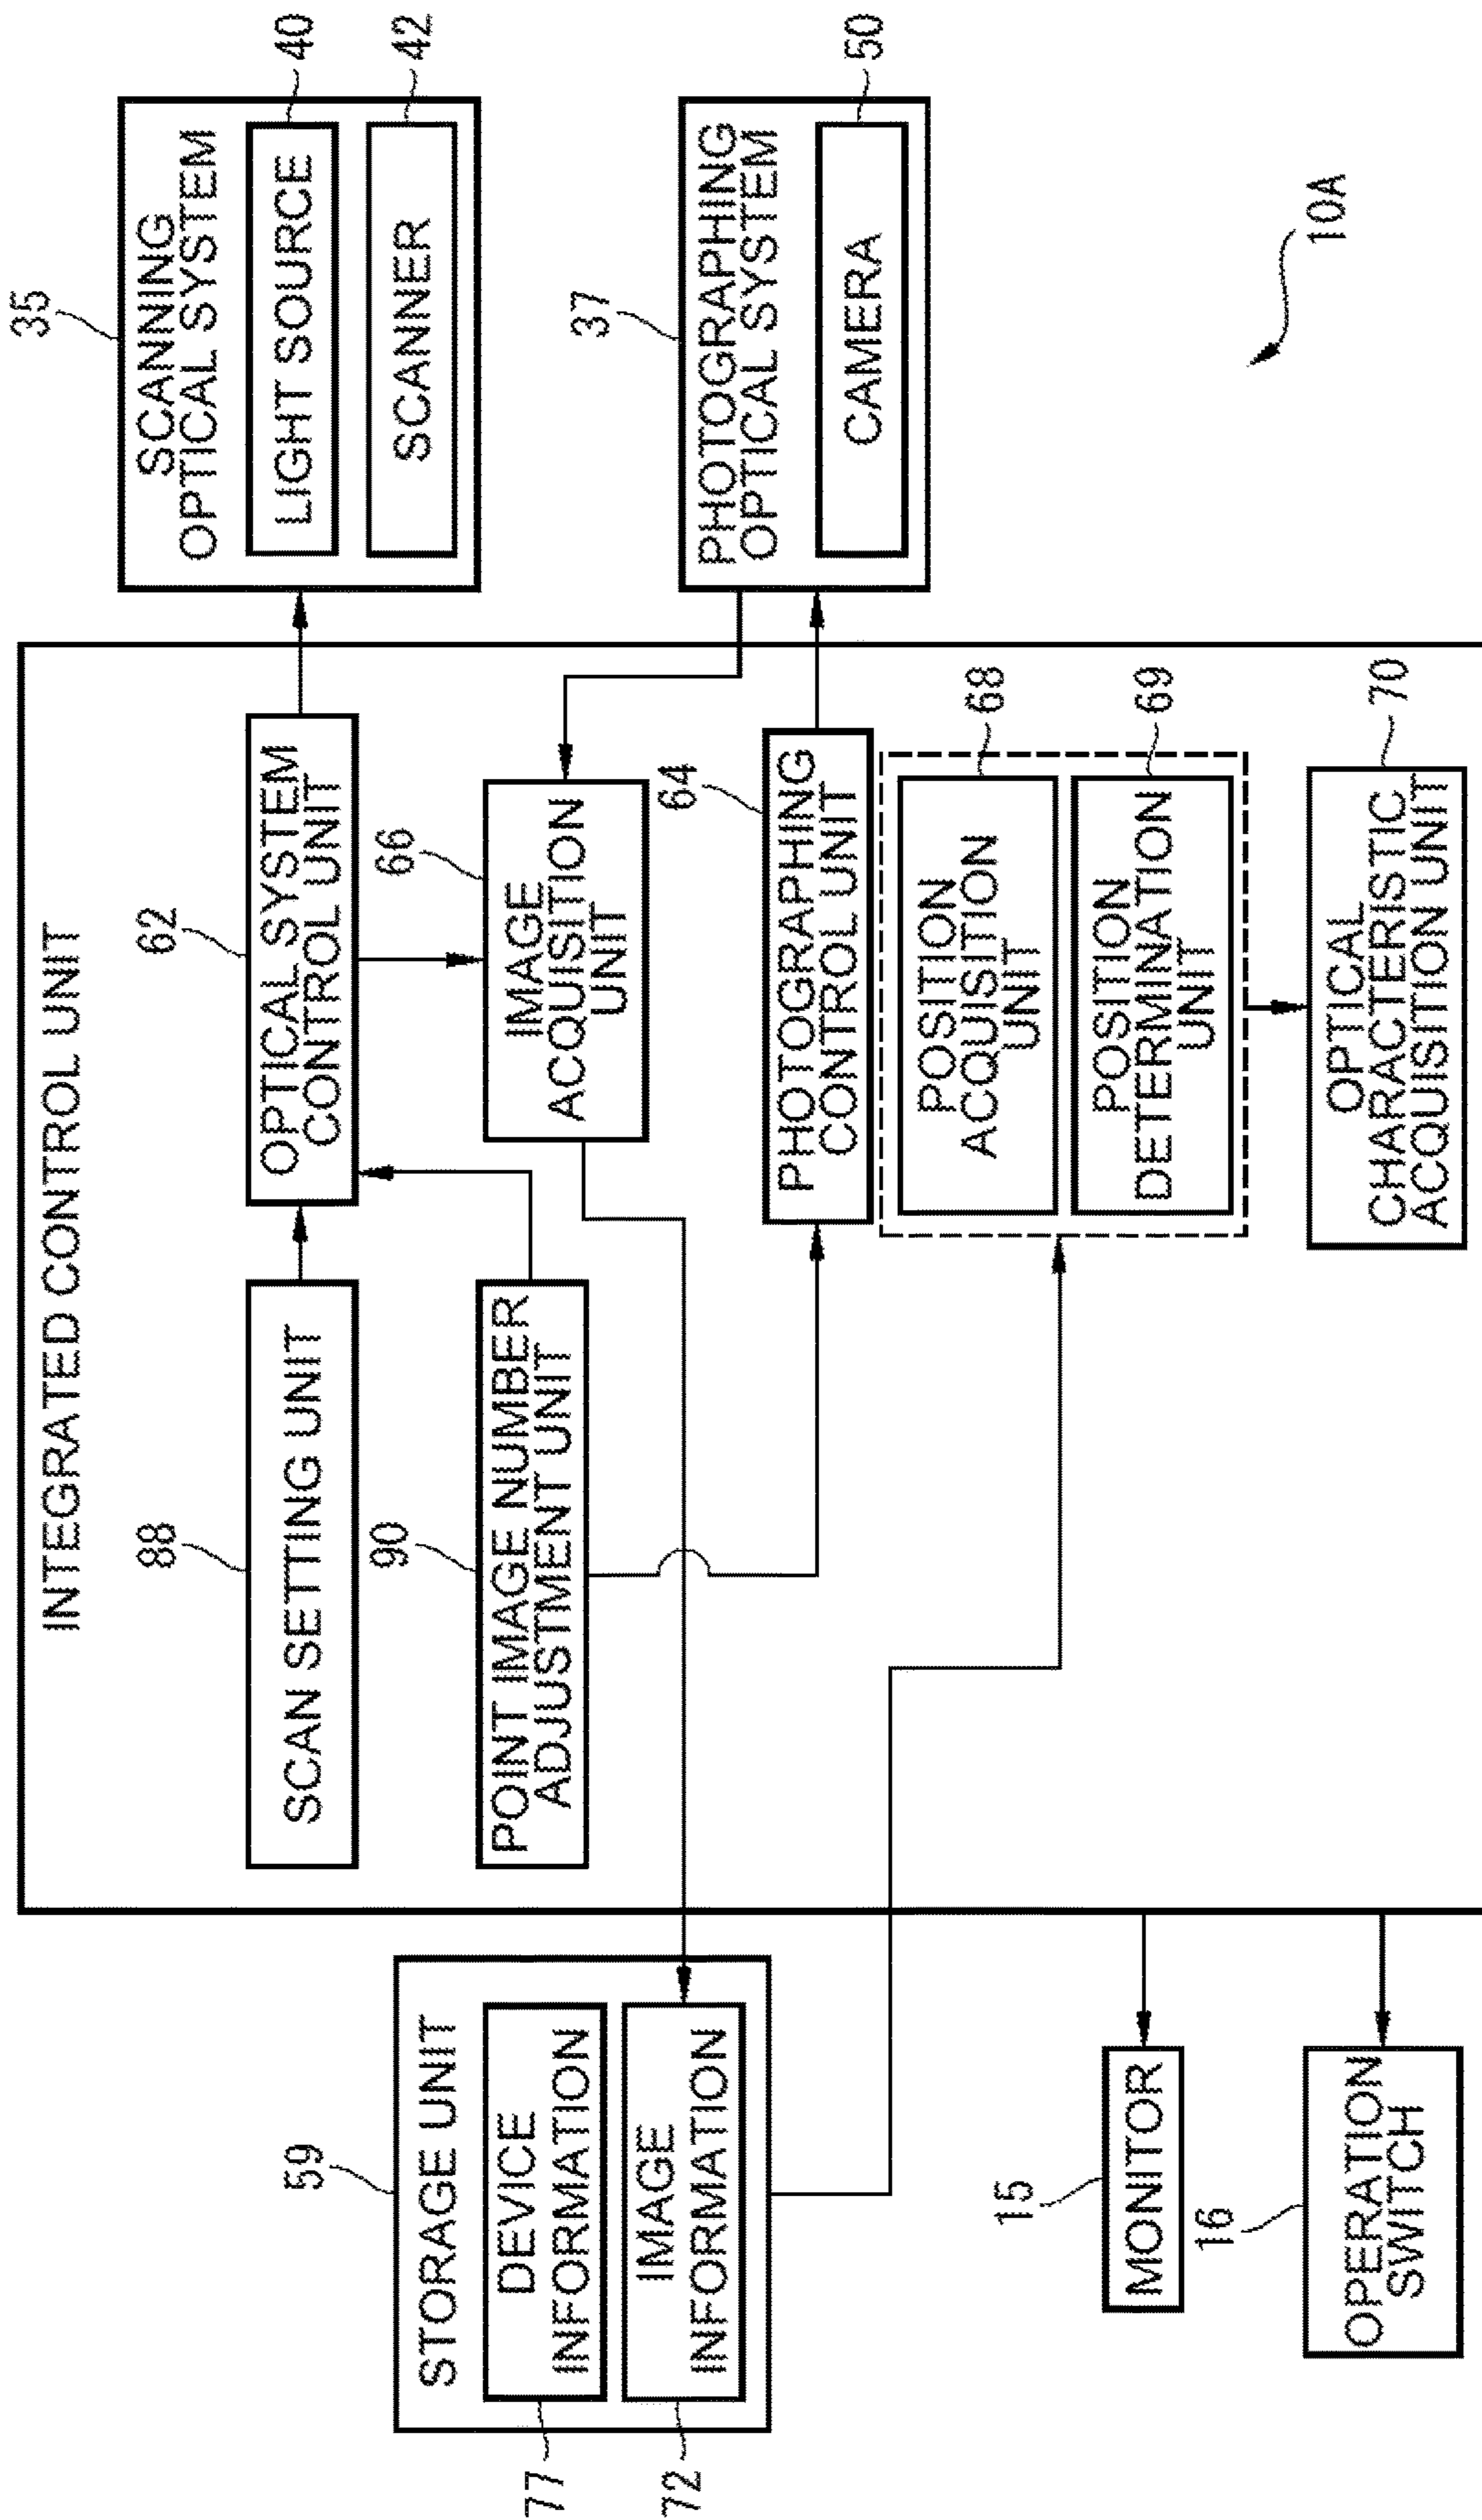 INTEGRATED CONTROL UNIT
35
SCANNING
OPTICAL SYSTEM
LIGHT SOURCE
40
SCANNER
42
37
PHOTOGRAPHING
OPTICAL SYSTEM
CAMERA
50
10A
62
OPTICAL SYSTEM
CONTROL UNIT
66
IMAGE
ACQUISITION
UNIT
64
PHOTOGRAPHING
CONTROL UNIT
POSITION
ACQUISITION
UNIT
68
POSITION
DETERMINATION
UNIT
69
OPTICAL
CHARACTERISTIC
ACQUISITION UNIT
70
88
SCAN SETTING UNIT
90
POINT IMAGE NUMBER
ADJUSTMENT UNIT
59
STORAGE UNIT
DEVICE
INFORMATION
77
IMAGE
INFORMATION
72
15
MONITOR
16
OPERATION
SWITCH